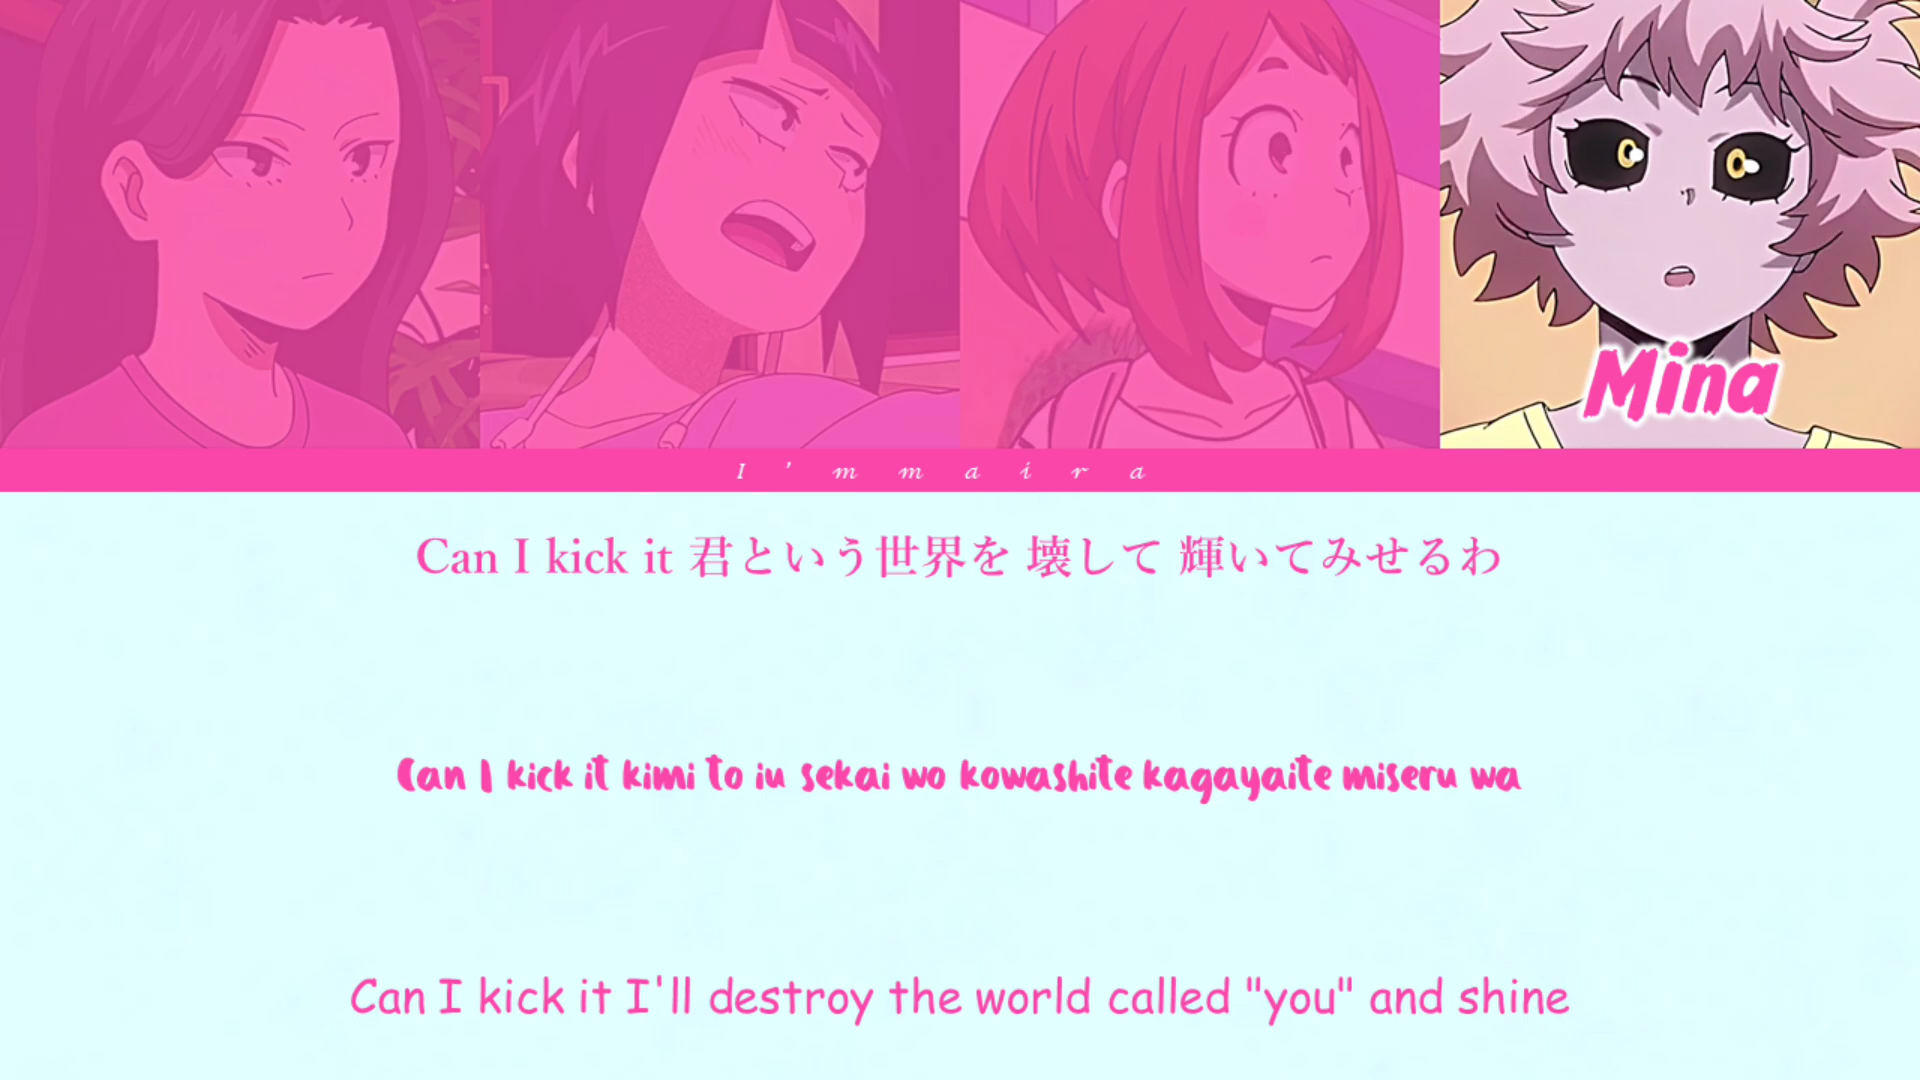 Mina
I'mmaira
Can I kick it 君という世界を 壊して 輝いてみせるわ
Can I kick it kimi to iu sekai wo kowashite kagayaite miseru wa
Can I kick it I'll destroy the world called "you" and shine